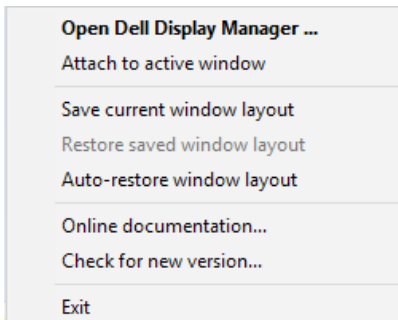 Open Dell Display Manager ...
Attach to active window
Save current window layout
Restore saved window layout
Auto-restore window layout
Online documentation...
Check for new version...
Exit